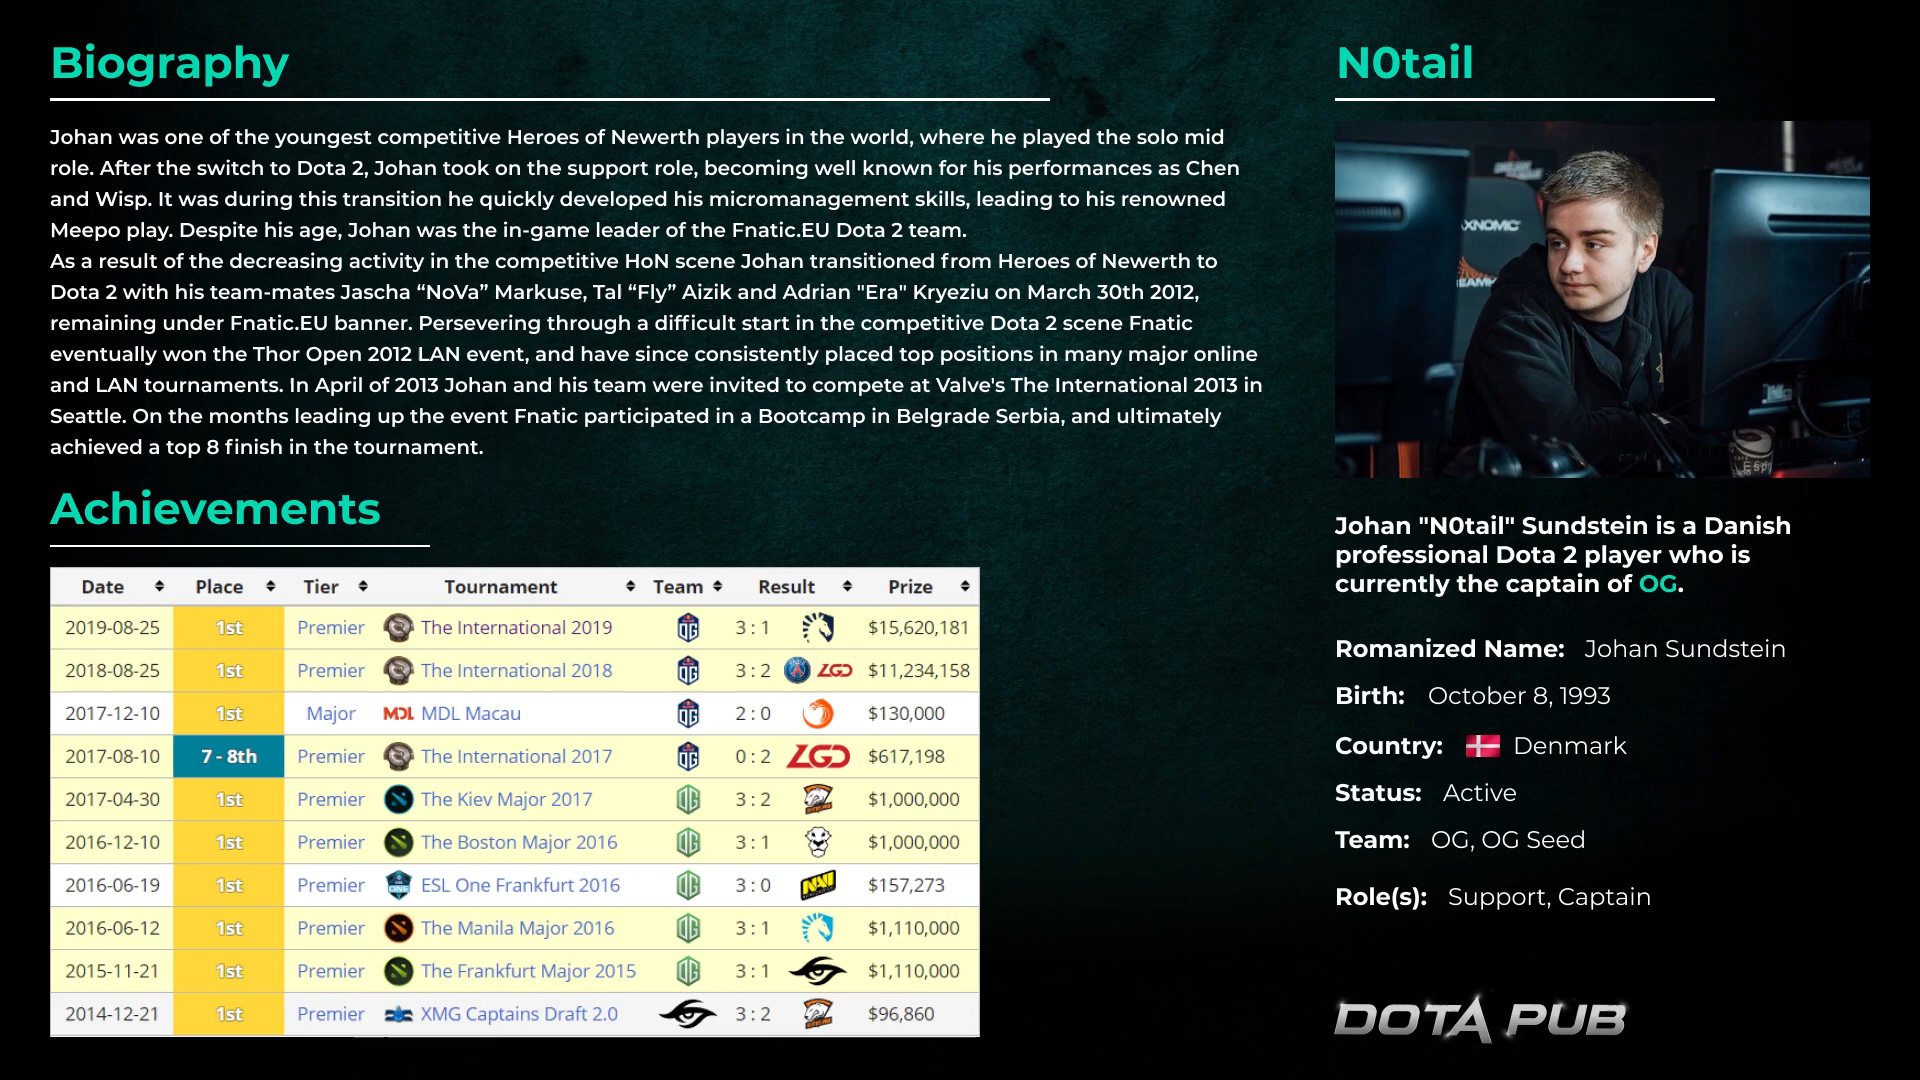 Biography
Johan was one of the youngest competitive Heroes of Newerth players in the world, where he played the solo mid
role. After the switch to Dota 2, Johan took on the support role, becoming well known for his performances as Chen
and Wisp. It was during this transition he quickly developed his micromanagement skills, leading to his renowned
Meepo play. Despite his age, Johan was the in-game leader of the Fnatic.EU Dota 2 team.
As a result of the decreasing activity in the competitive HoN scene Johan transitioned from Heroes of Newerth to
Dota 2 with his team-mates Jascha “NoVa” Markuse, Tal “Fly” Aizik and Adrian "Era" Kryeziu on March 30th 2012,
remaining under Fnatic.EU banner. Persevering through a difficult start in the competitive Dota 2 scene Fnatic
eventually won the Thor Open 2012 LAN event, and have since consistently placed top positions in many major online
and LAN tournaments. In April of 2013 Johan and his team were invited to compete at Valve's The International 2013 in
Seattle. On the months leading up the event Fnatic participated in a Bootcamp in Belgrade Serbia, and ultimately
achieved a top 8 finish in the tournament.
Achievements
Date Place Tier Tournament Team Result Prize
2019-08-25 1st Premier The International 2019 OG 3 : 1 $15,620,181
2018-08-25 1st Premier The International 2018 OG 3 : 2 LGD $11,234,158
2017-12-10 1st Major MDL MDL Macau OG 2 : 0 $130,000
2017-08-10 7 - 8th Premier The International 2017 OG 0 : 2 LGD $617,198
2017-04-30 1st Premier The Kiev Major 2017 OG 3 : 2 $1,000,000
2016-12-10 1st Premier The Boston Major 2016 OG 3 : 1 $1,000,000
2016-06-19 1st Premier ESL One Frankfurt 2016 OG 3 : 0 NAVI $157,273
2016-06-12 1st Premier The Manila Major 2016 OG 3 : 1 $1,110,000
2015-11-21 1st Premier The Frankfurt Major 2015 OG 3 : 1 $1,110,000
2014-12-21 1st Premier XMG Captains Draft 2.0 3 : 2 $96,860
N0tail
XNOMIC
Johan "N0tail" Sundstein is a Danish
professional Dota 2 player who is
currently the captain of OG.
Romanized Name: Johan Sundstein
Birth: October 8, 1993
Country: Denmark
Status: Active
Team: OG, OG Seed
Role(s): Support, Captain
DOTA PUB